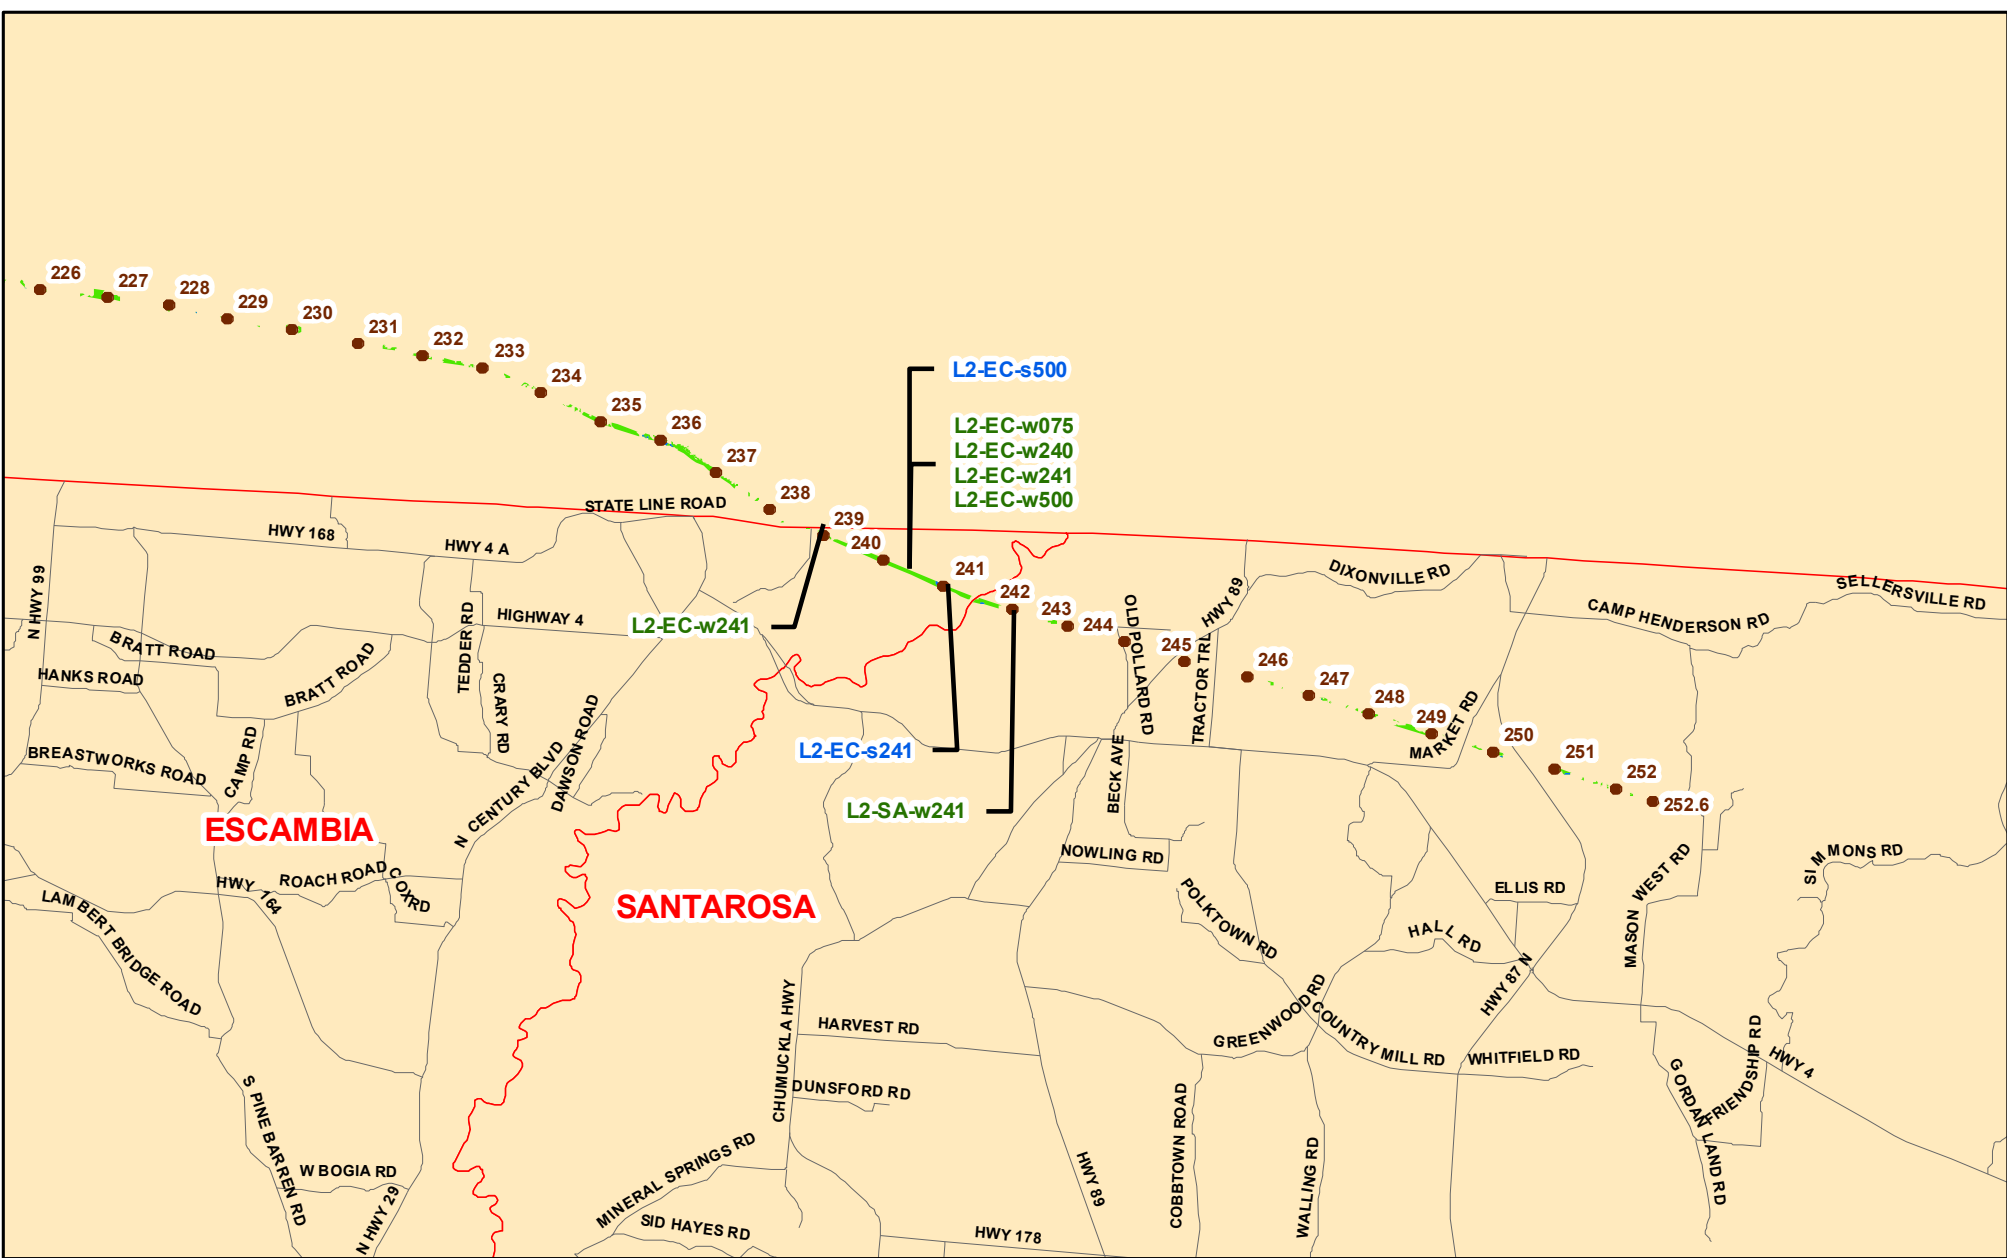 226
227
228
229
230
231
232
233
234
235
236
237
238
239
240
241
242
243
244
245
246
247
248
249
250
251
252
252.6
L2-EC-s500
L2-EC-w075
L2-EC-w240
L2-EC-w241
L2-EC-w500
L2-EC-w241
L2-EC-s241
L2-SA-w241
STATE LINE ROAD
HWY 168
HWY 4 A
N HWY 99
HIGHWAY 4
TEDDER RD
BRATT ROAD
HANKS ROAD
BRATT ROAD
CRARY RD
DAWSON ROAD
BREASTWORKS ROAD
CAMP RD
N CENTURY BLVD
ESCAMBIA
HWY 164
ROACH ROAD
COX RD
LAMBERT BRIDGE ROAD
S PINE BARREN RD
W BOGIA RD
N HWY 29
SANTAROSA
OLD POLLARD RD
TRACTOR TRL
HWY 89
DIXONVILLE RD
CAMP HENDERSON RD
SELLERSVILLE RD
MARKET RD
BECK AVE
NOWLING RD
POLKTOWN RD
ELLIS RD
HALL RD
MASON WEST RD
SIMMONS RD
HWY 87 N
GREENWOOD RD
COUNTRY MILL RD
WHITFIELD RD
HWY 4
FRIENDSHIP RD
GORDAN LAND RD
CHUMUCKLA HWY
HARVEST RD
DUNSFORD RD
MINERAL SPRINGS RD
SID HAYES RD
HWY 178
HWY 89
COBBTOWN ROAD
WALLING RD